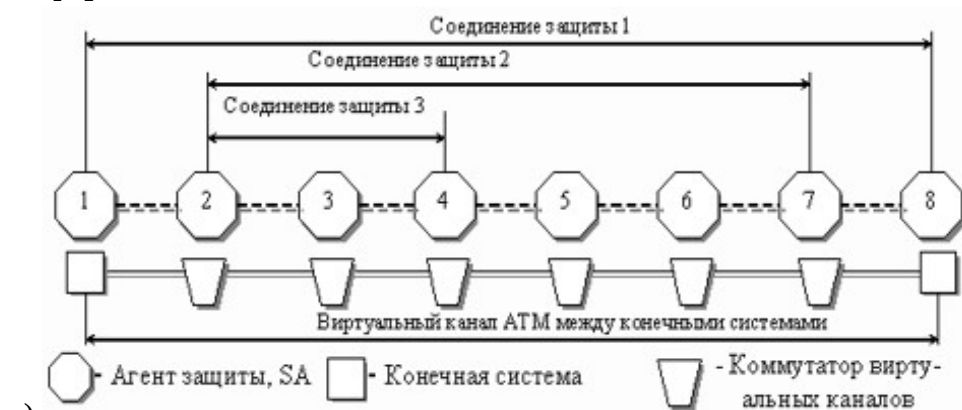 Соединение защиты 1
Соединение защиты 2
Соединение защиты 3
1 2 3 4 5 6 7 8
Виртуальный канал ATM между конечными системами
- Агент защиты, SA - Конечная система - Коммутатор вирту-
альных каналов
)